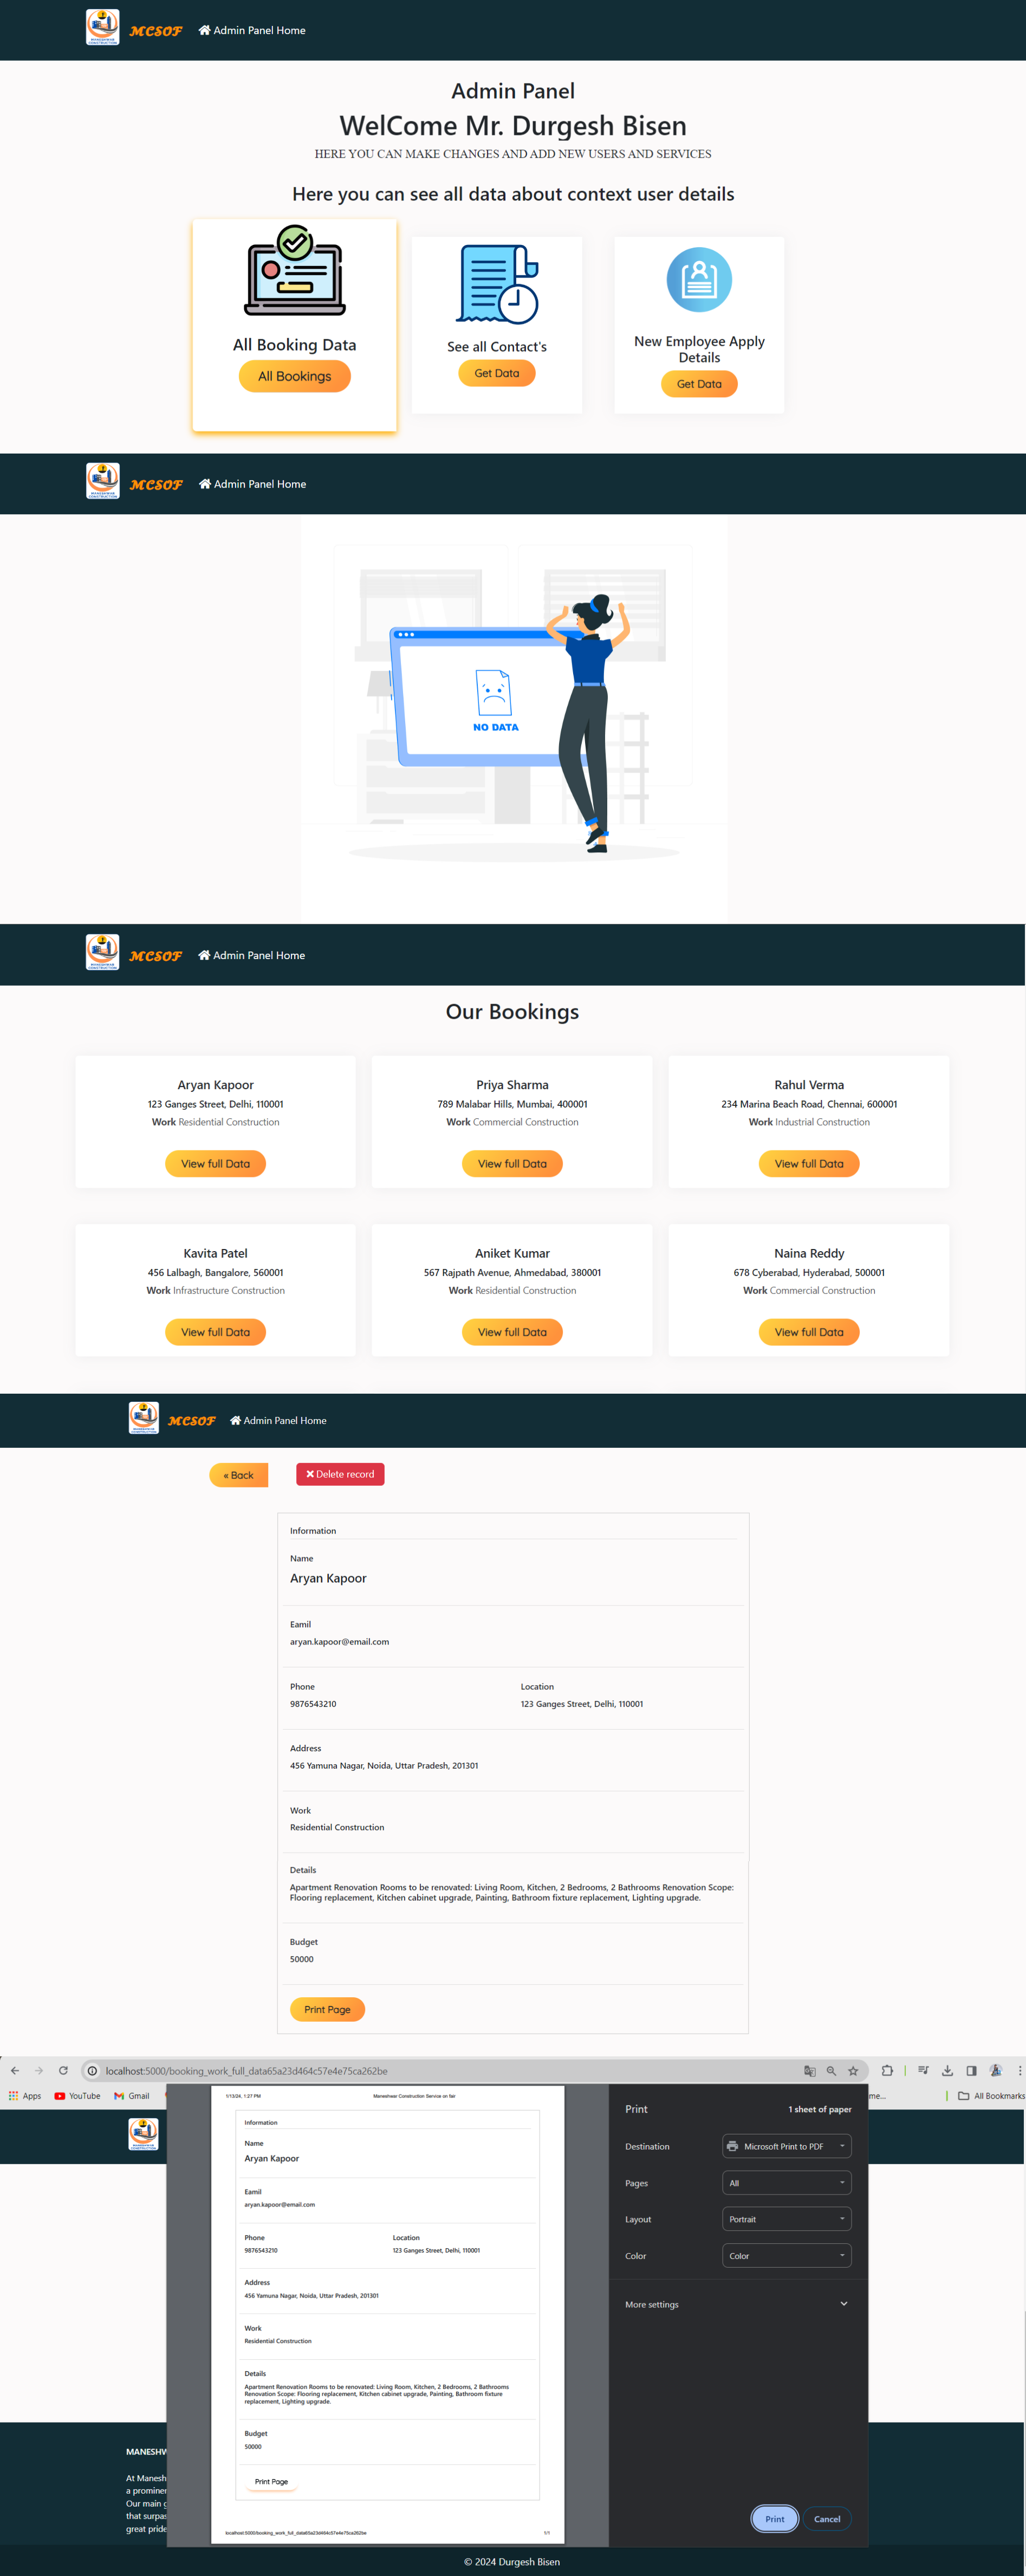 MCSOF Admin Panel Home
Admin Panel
WelCome Mr. Durgesh Bisen
HERE YOU CAN MAKE CHANGES AND ADD NEW USERS AND SERVICES
Here you can see all data about context user details
All Booking Data
All Bookings
See all Contact's
Get Data
New Employee Apply
Details
Get Data
MCSOF Admin Panel Home
NO DATA
MCSOF Admin Panel Home
Our Bookings
Aryan Kapoor
123 Ganges Street, Delhi, 110001
Work Residential Construction
View full Data
Priya Sharma
789 Malabar Hills, Mumbai, 400001
Work Commercial Construction
View full Data
Rahul Verma
234 Marina Beach Road, Chennai, 600001
Work Industrial Construction
View full Data
Kavita Patel
456 Lalbagh, Bangalore, 560001
Work Infrastructure Construction
View full Data
Aniket Kumar
567 Rajpath Avenue, Ahmedabad, 380001
Work Residential Construction
View full Data
Naina Reddy
678 Cyberabad, Hyderabad, 500001
Work Commercial Construction
View full Data
MCSOF Admin Panel Home
« Back
Delete record
Information
Name
Aryan Kapoor
Eamil
aryan.kapoor@email.com
Phone
9876543210
Location
123 Ganges Street, Delhi, 110001
Address
456 Yamuna Nagar, Noida, Uttar Pradesh, 201301
Work
Residential Construction
Details
Apartment Renovation Rooms to be renovated: Living Room, Kitchen, 2 Bedrooms, 2 Bathrooms Renovation Scope:
Flooring replacement, Kitchen cabinet upgrade, Painting, Bathroom fixture replacement, Lighting upgrade.
Budget
50000
Print Page
localhost:5000/booking_work_full_data65a23d464c57e4e75ca262be
Apps YouTube Gmail
me...
All Bookmarks
1/13/24, 1:27 PM
Maneshwar Construction Service on fair
Information
Name
Aryan Kapoor
Eamil
aryan.kapoor@email.com
Phone
9876543210
Location
123 Ganges Street, Delhi, 110001
Address
456 Yamuna Nagar, Noida, Uttar Pradesh, 201301
Work
Residential Construction
Details
Apartment Renovation Rooms to be renovated: Living Room, Kitchen, 2 Bedrooms, 2 Bathrooms
Renovation Scope: Flooring replacement, Kitchen cabinet upgrade, Painting, Bathroom fixture
replacement, Lighting upgrade.
Budget
50000
Print Page
localhost:5000/booking_work_full_data65a23d464c57e4e75ca262be
1/1
Print
1 sheet of paper
Destination
Microsoft Print to PDF
Pages
All
Layout
Portrait
Color
Color
More settings
Print
Cancel
MANESHW
At Manesh
a prominer
Our main g
that surpas
great pride
© 2024 Durgesh Bisen